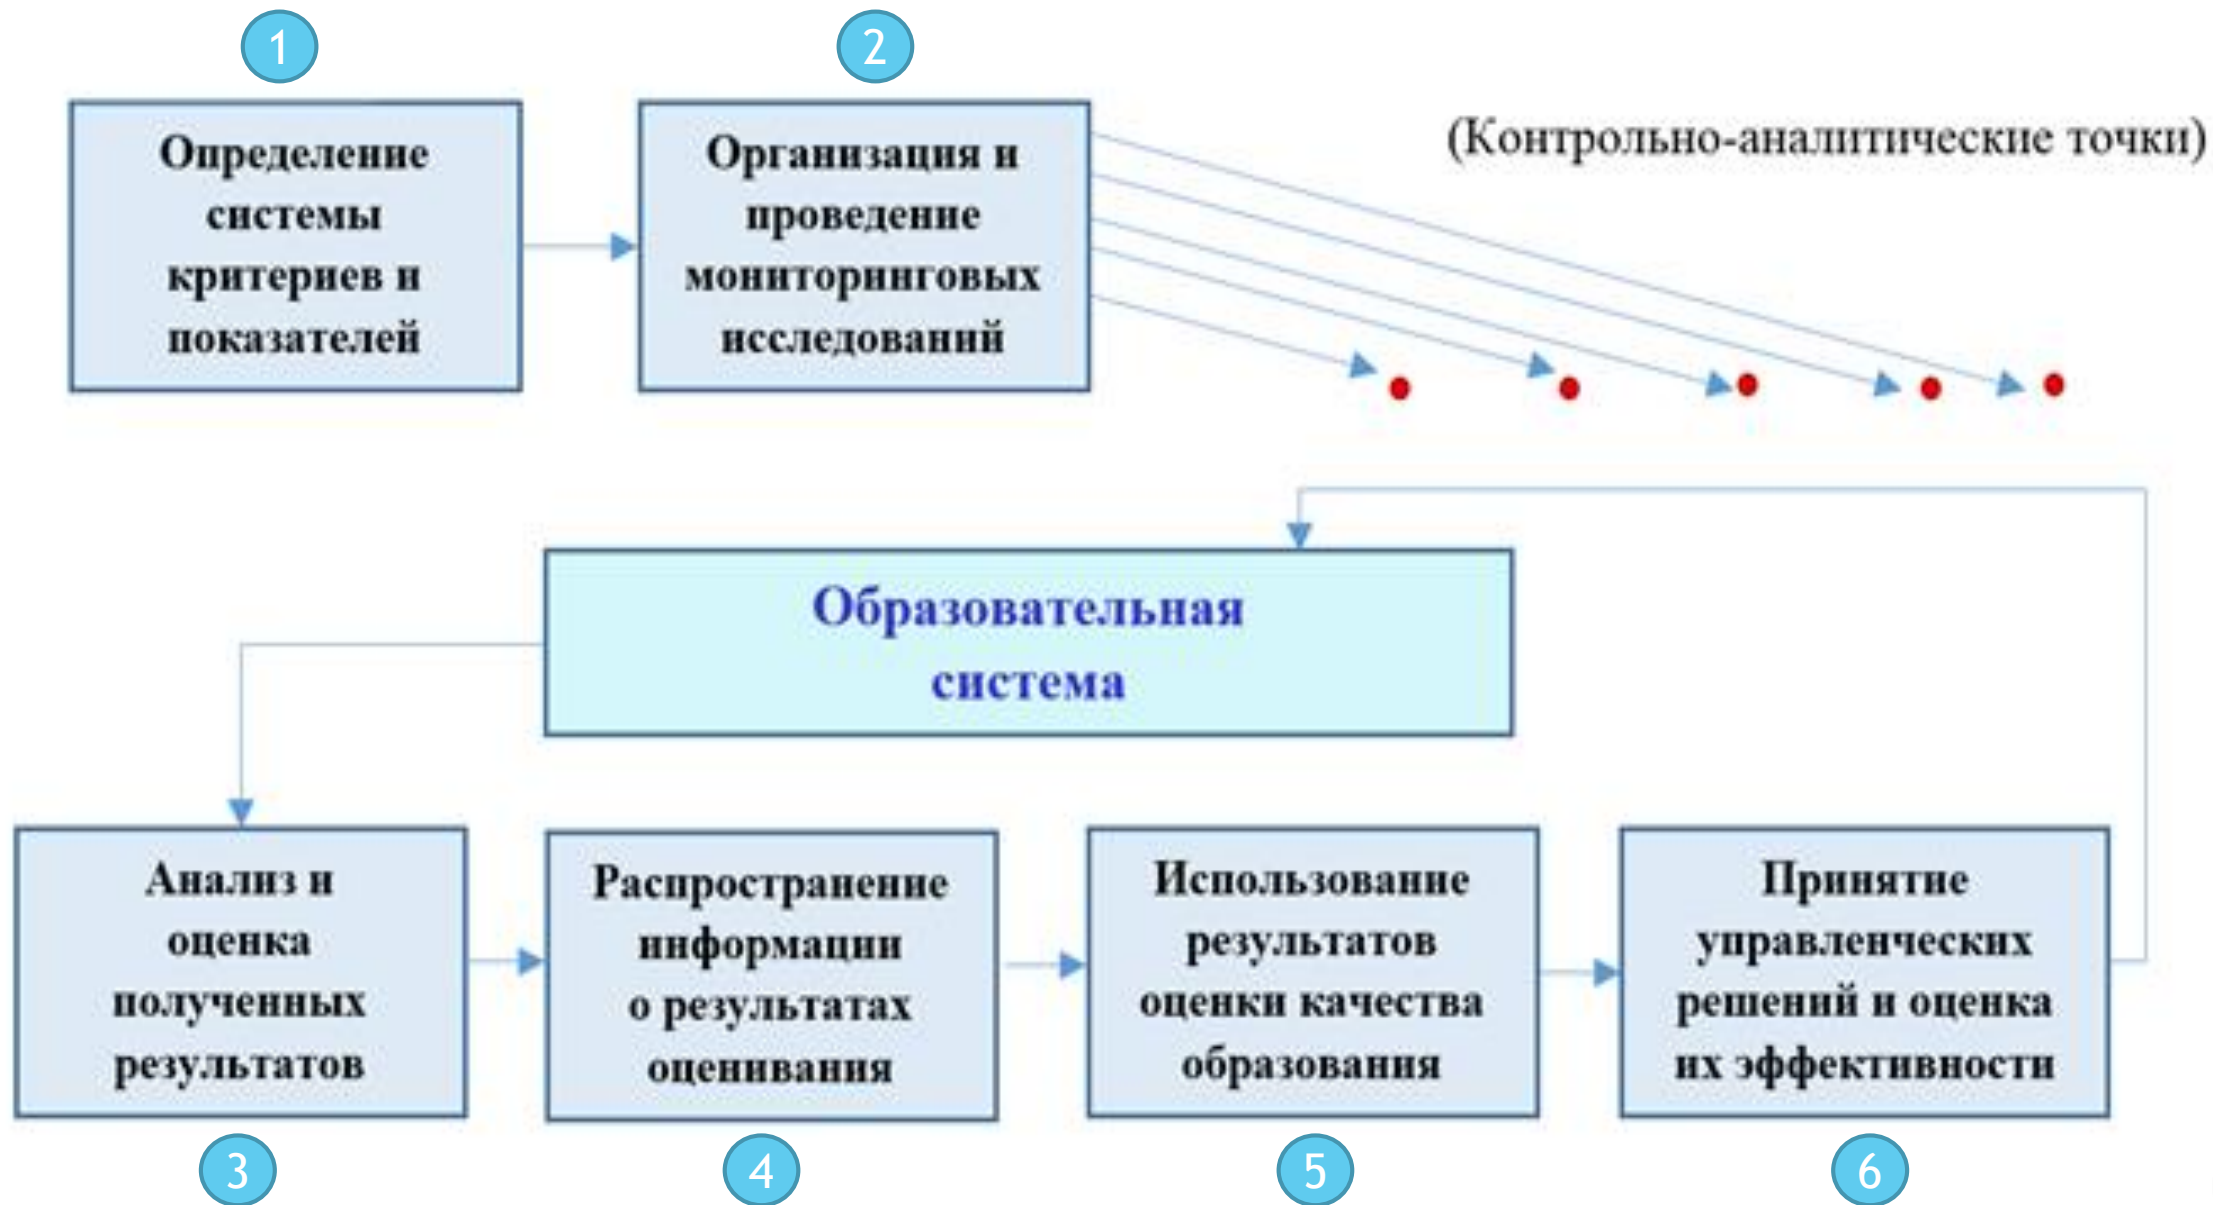 1
Определение
системы
критериев и
показателей
2
Организация и
проведение
мониторинговых
исследований
(Контрольно-аналитические точки)
Образовательная
система
Анализ и
оценка
полученных
результатов
3
Распространение
информации
о результатах
оценивания
4
Использование
результатов
оценки качества
образования
5
Принятие
управленческих
решений и оценка
их эффективности
6